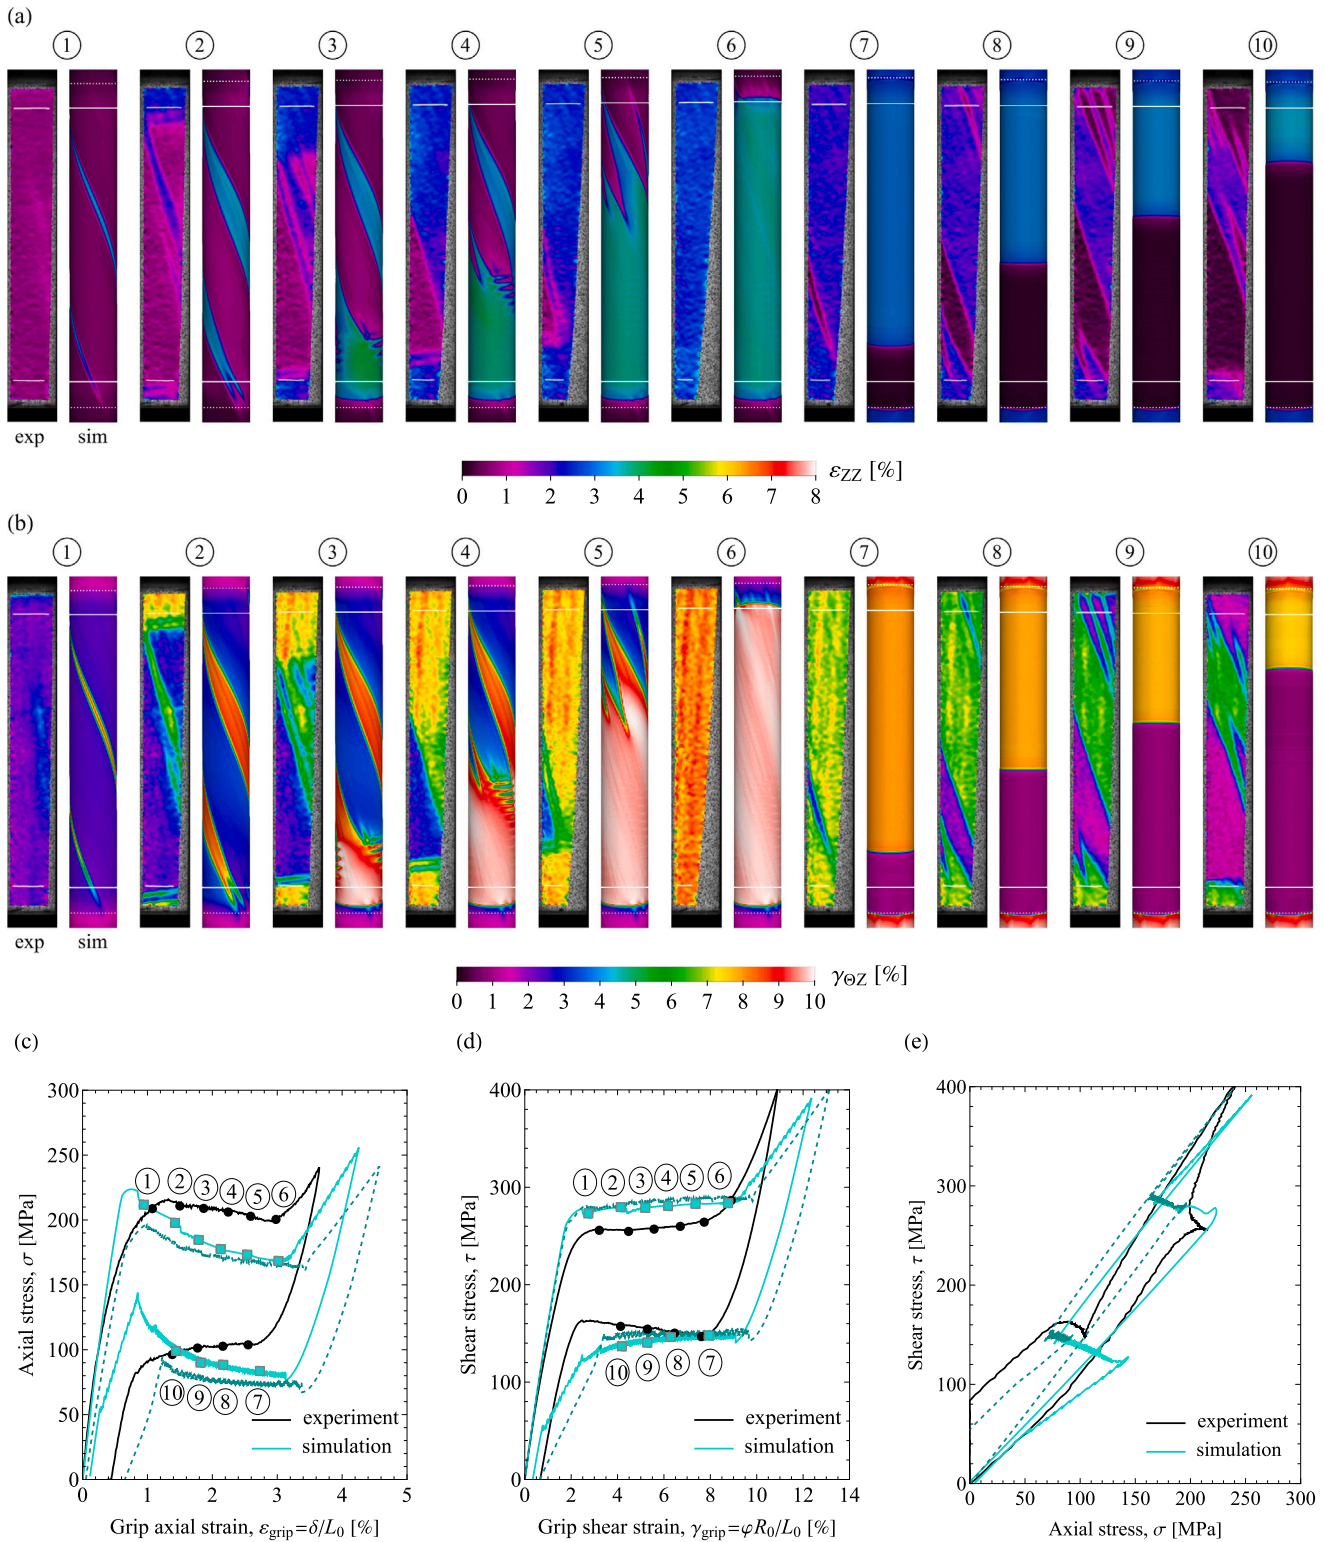 (a)
1 2 3 4 5 6 7 8 9 10
exp sim
εZZ [%]
0 1 2 3 4 5 6 7 8
(b)
1 2 3 4 5 6 7 8 9 10
exp sim
γΘZ [%]
0 1 2 3 4 5 6 7 8 9 10
(c)
300
250
200
150
100
50
0
Axial stress, σ [MPa]
1 2 3 4 5 6
10 9 8 7
experiment
simulation
0 1 2 3 4 5
Grip axial strain, εgrip=δ/L0 [%]
(d)
400
300
200
100
0
Shear stress, τ [MPa]
1 2 3 4 5 6
10 9 8 7
experiment
simulation
0 2 4 6 8 10 12 14
Grip shear strain, γgrip=φR0/L0 [%]
(e)
400
300
200
100
0
Shear stress, τ [MPa]
experiment
simulation
0 50 100 150 200 250 300
Axial stress, σ [MPa]